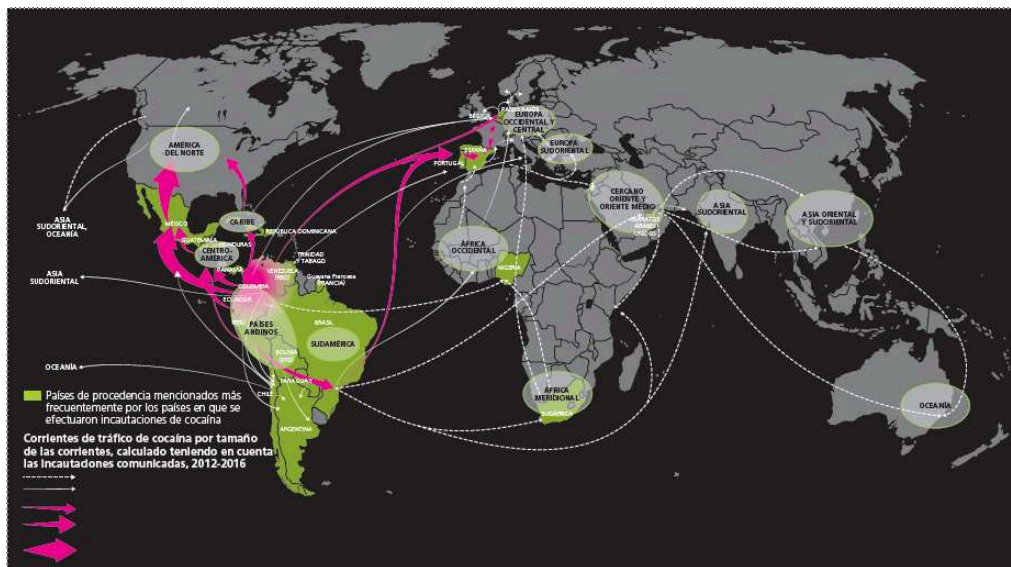 PAÍSES BAJOS
BÉLGICA
EUROPA
OCCIDENTAL Y
CENTRAL
AMÉRICA
DEL NORTE
ESPAÑA
EUROPA
SUDORIENTAL
PORTUGAL
CERCANO
ORIENTE Y
ORIENTE MEDIO
ASIA
SUDORIENTAL
ASIA ORIENTAL
Y SUDORIENTAL
ASIA
SUDORIENTAL,
OCEANÍA
MÉXICO
CARIBE
REPÚBLICA DOMINICANA
GUATEMALA
HONDURAS
CENTRO-
AMÉRICA
ÁFRICA
OCCIDENTAL
TRINIDAD
Y TABAGO
PANAMÁ
VENEZUELA
NIGERIA
Guayana Francesa
(FRANCIA)
ASIA
SUDORIENTAL
COLOMBIA
ECUADOR
PAÍSES
ANDINOS
BRASIL
SUDAMÉRICA
BOLIVIA
OCEANÍA
PARAGUAY
CHILE
ÁFRICA
MERIDIONAL
SUDÁFRICA
OCEANÍA
ARGENTINA
Países de procedencia mencionados más
frecuentemente por los países en que se
efectuaron incautaciones de cocaína
Corrientes de tráfico de cocaína por tamaño
de las corrientes, calculado teniendo en cuenta
las incautaciones comunicadas, 2012-2016